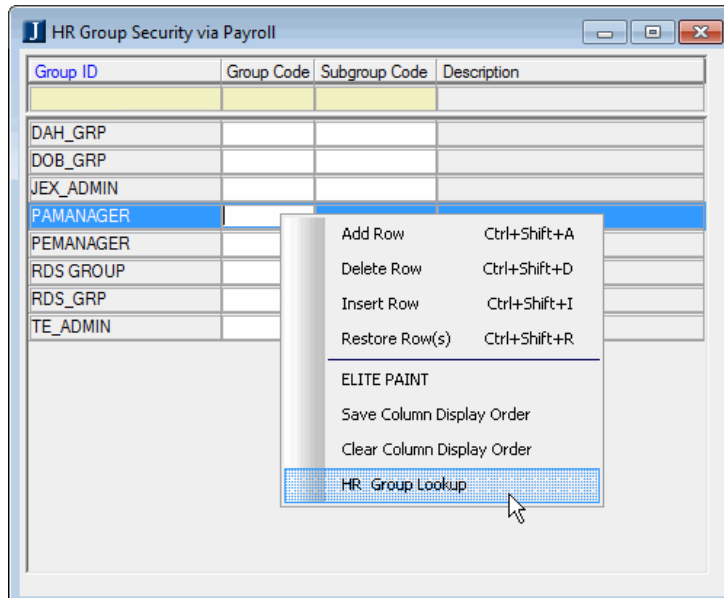 J HR Group Security via Payroll
Group ID Group Code Subgroup Code Description
DAH_GRP
DOB_GRP
JEX_ADMIN
PAMANAGER
PEMANAGER
RDS GROUP
RDS_GRP
TE_ADMIN
Add Row Ctrl+Shift+A
Delete Row Ctrl+Shift+D
Insert Row Ctrl+Shift+I
Restore Row(s) Ctrl+Shift+R
ELITE PAINT
Save Column Display Order
Clear Column Display Order
HR Group Lookup